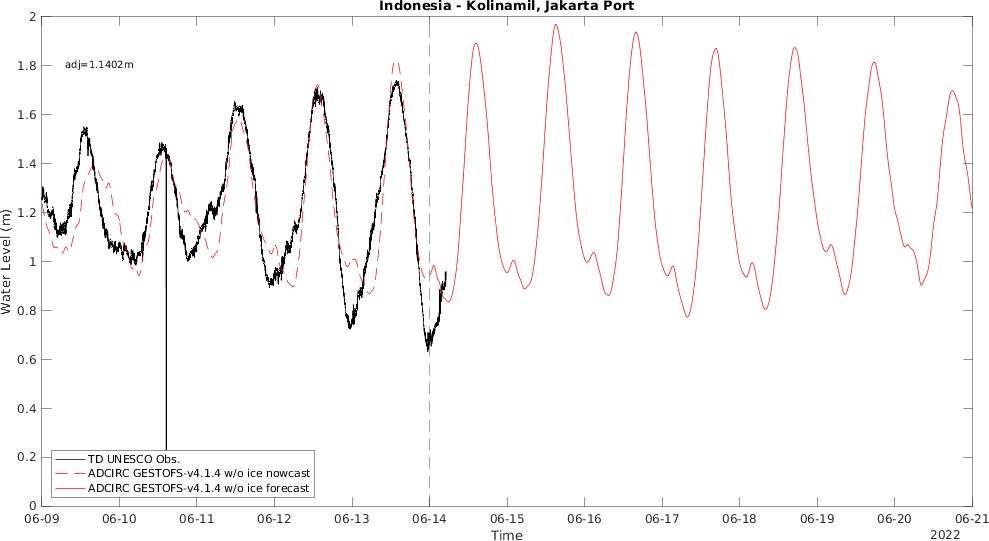 Indonesia - Kolinamil, Jakarta Port
adj=1.1402m
Water Level (m)
2
1.8
1.6
1.4
1.2
1
0.8
0.6
0.4
0.2
0
TD UNESCO Obs.
ADCIRC GESTOFS-v4.1.4 w/o ice nowcast
ADCIRC GESTOFS-v4.1.4 w/o ice forecast
06-09 06-10 06-11 06-12 06-13 06-14 06-15 06-16 06-17 06-18 06-19 06-20 06-21
Time
2022